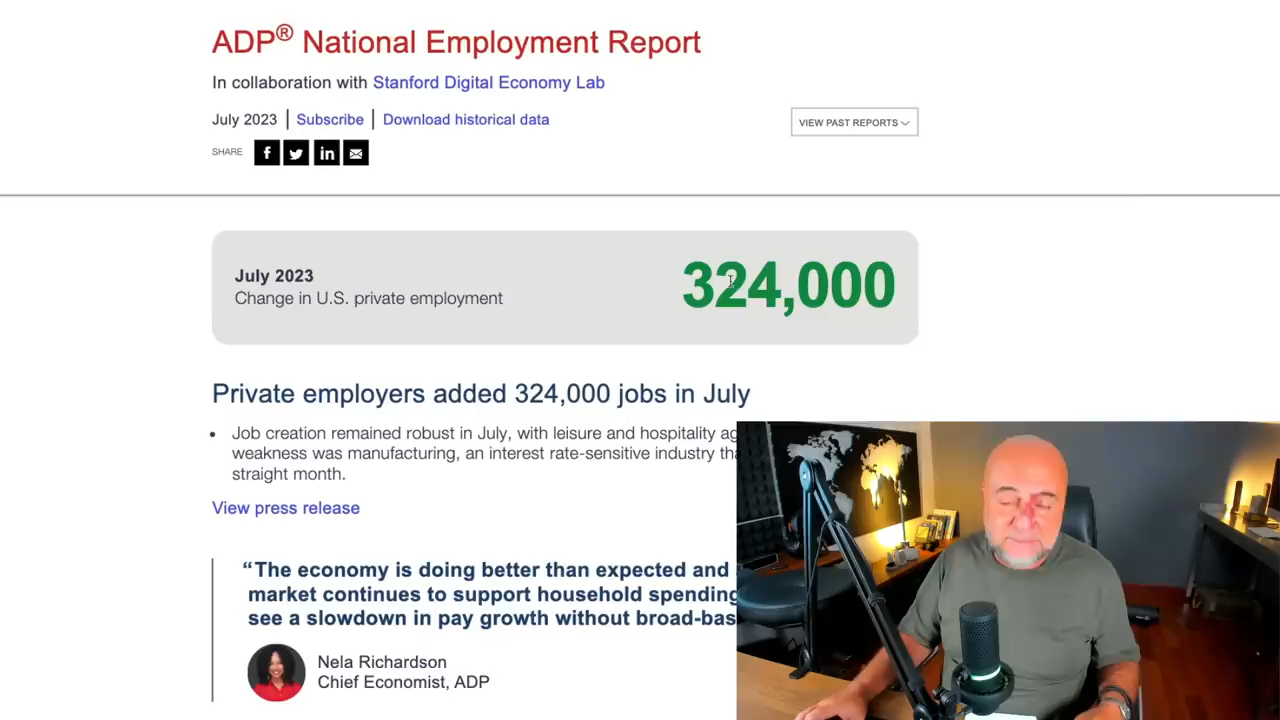 ADP® National Employment Report
In collaboration with Stanford Digital Economy Lab
July 2023 | Subscribe | Download historical data
VIEW PAST REPORTS
SHARE
July 2023
Change in U.S. private employment
324,000
Private employers added 324,000 jobs in July
• Job creation remained robust in July, with leisure and hospitality
weakness was manufacturing, an interest rate-sensitive industry
straight month.
View press release
“The economy is doing better than expected and
market continues to support household spending
see a slowdown in pay growth without
Nela Richardson
Chief Economist, ADP